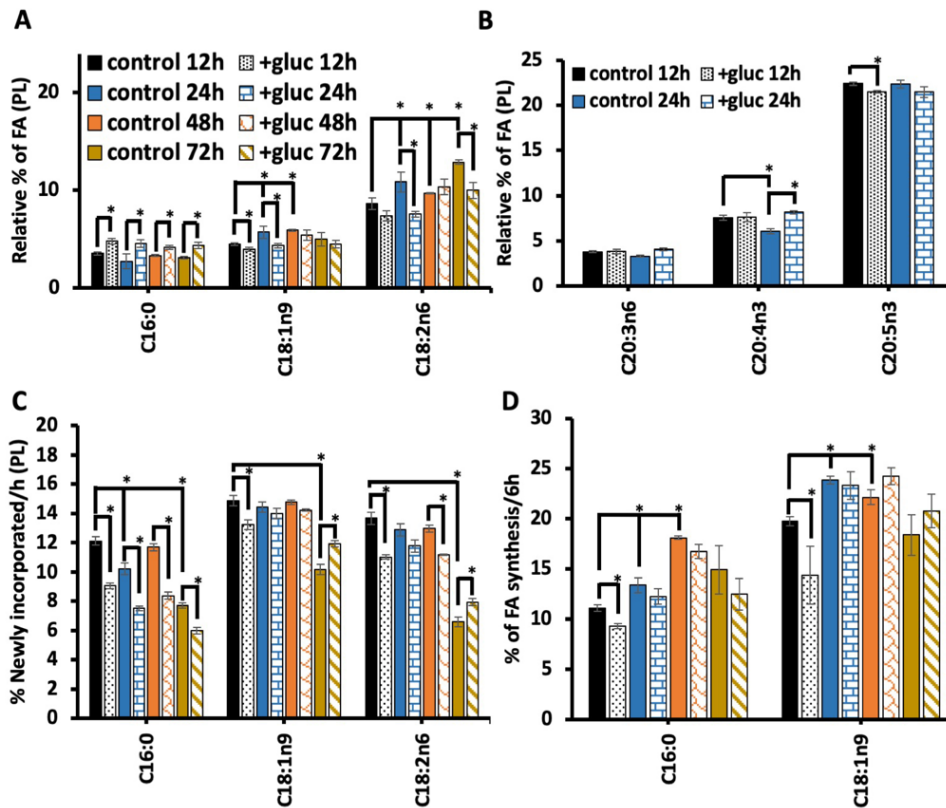 A
Relative % of FA (PL)
20
10
0
control 12h
+gluc 12h
control 24h
+gluc 24h
control 48h
+gluc 48h
control 72h
+gluc 72h
* * * *
* * *
*
* * *
* *
C16:0
C18:1n9
C18:2n6
B
Relative % of FA (PL)
25
20
15
10
5
0
control 12h
+gluc 12h
control 24h
+gluc 24h
*
*
*
C20:3n6
C20:4n3
C20:5n3
C
% Newly incorporated/h (PL)
20
18
16
14
12
10
8
6
4
2
0
* *
* * * *
*
* *
*
* * *
C16:0
C18:1n9
C18:2n6
D
% of FA synthesis/6h
30
25
20
15
10
5
0
* *
*
* *
*
C16:0
C18:1n9